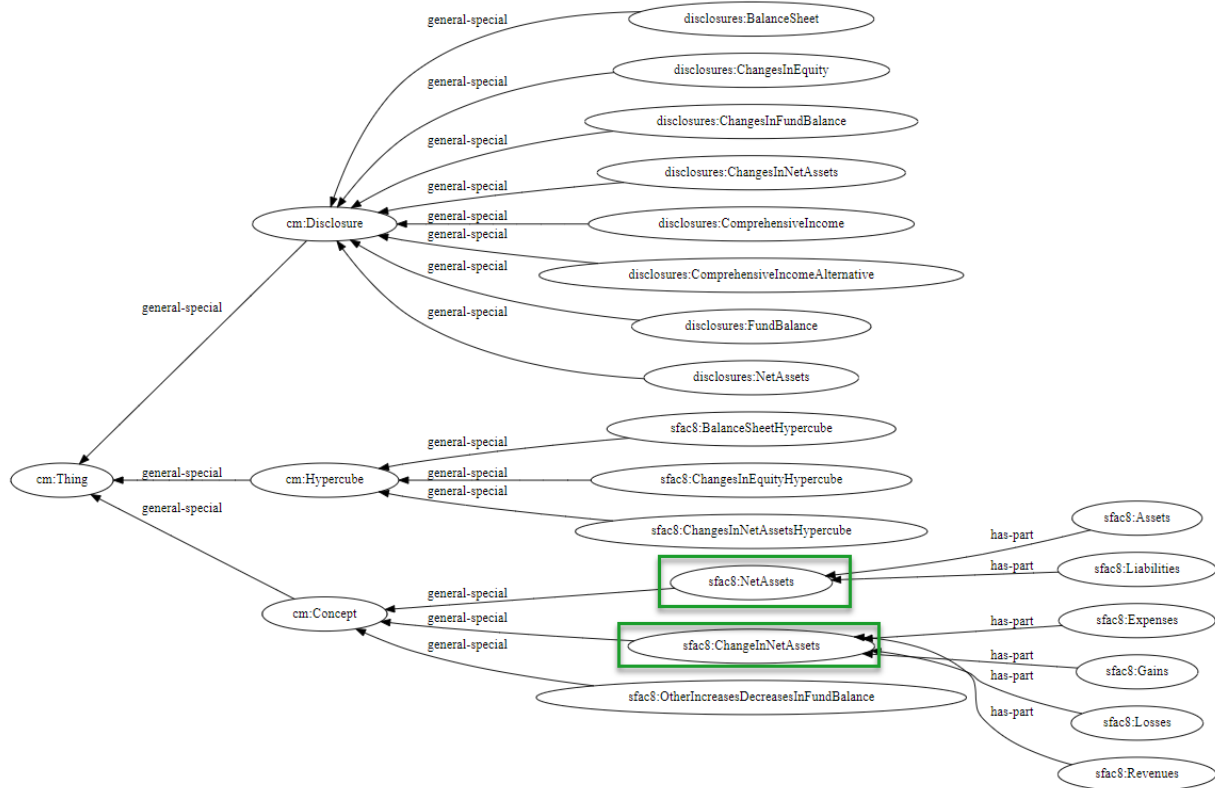 disclosures:BalanceSheet
general-special
disclosures:ChangesInEquity
general-special
disclosures:ChangesInFundBalance
general-special
disclosures:ChangesInNetAssets
general-special
cm:Disclosure
general-special
disclosures:ComprehensiveIncome
general-special
disclosures:ComprehensiveIncomeAlternative
general-special
disclosures:FundBalance
general-special
general-special
disclosures:NetAssets
sfac8:BalanceSheetHypercube
general-special
cm:Thing
general-special
cm:Hypercube
general-special
sfac8:ChangesInEquityHypercube
general-special
general-special
sfac8:ChangesInNetAssetsHypercube
sfac8:Assets
has-part
sfac8:NetAssets
has-part
sfac8:Liabilities
general-special
cm:Concept
general-special
sfac8:ChangeInNetAssets
has-part
sfac8:Expenses
general-special
has-part
sfac8:Gains
has-part
sfac8:OtherIncreasesDecreasesInFundBalance
has-part
sfac8:Losses
sfac8:Revenues